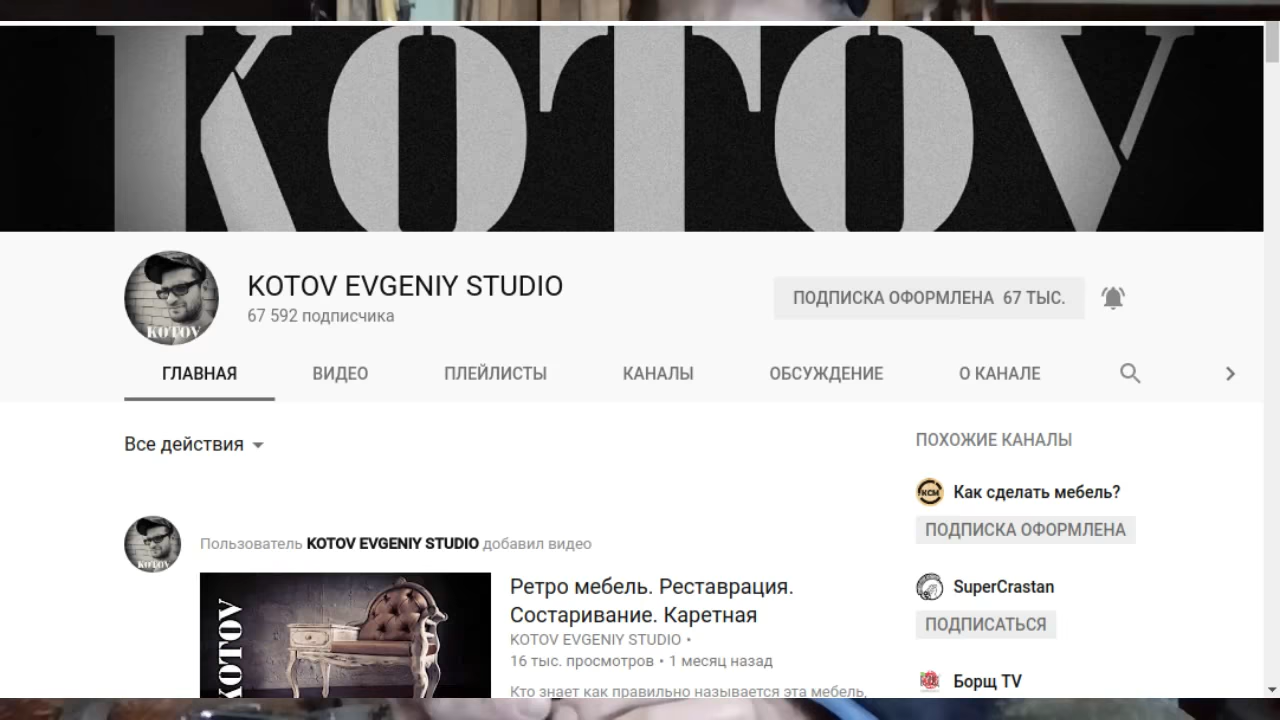 KOTOV
KOTOV EVGENIY STUDIO
67 592 подписчика
ПОДПИСКА ОФОРМЛЕНА 67 ТЫС.
KOTOV
ГЛАВНАЯ
ВИДЕО
ПЛЕЙЛИСТЫ
КАНАЛЫ
ОБСУЖДЕНИЕ
О КАНАЛЕ
Все действия
ПОХОЖИЕ КАНАЛЫ
КСМ
Как сделать мебель?
ПОДПИСКА ОФОРМЛЕНА
KOTOV
Пользователь KOTOV EVGENIY STUDIO добавил видео
KOTOV
Ретро мебель. Реставрация.
Состаривание. Каретная
KOTOV EVGENIY STUDIO •
16 тыс. просмотров • 1 месяц назад
Кто знает как правильно называется эта мебель,
SuperCrastan
ПОДПИСАТЬСЯ
Борщ TV